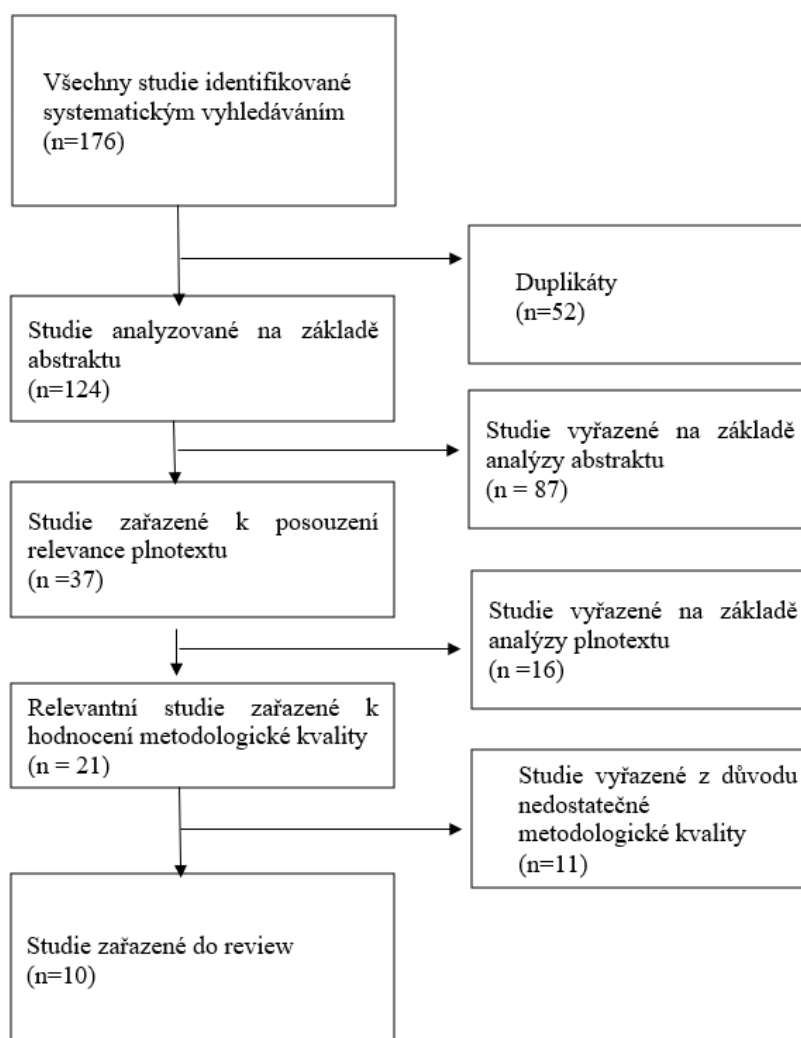 Všechny studie identifikované
systematickým vyhledáváním
(n=176)
Duplikáty
(n=52)
Studie analyzované na základě
abstraktu
(n=124)
Studie vyřazené na základě
analýzy abstraktu
(n = 87)
Studie zařazené k posouzení
relevance plnotextu
(n =37)
Studie vyřazené na základě
analýzy plnotextu
(n =16)
Relevantní studie zařazené k
hodnocení metodologické kvality
(n = 21)
Studie vyřazené z důvodu
nedostatečné
metodologické kvality
(n=11)
Studie zařazené do review
(n=10)